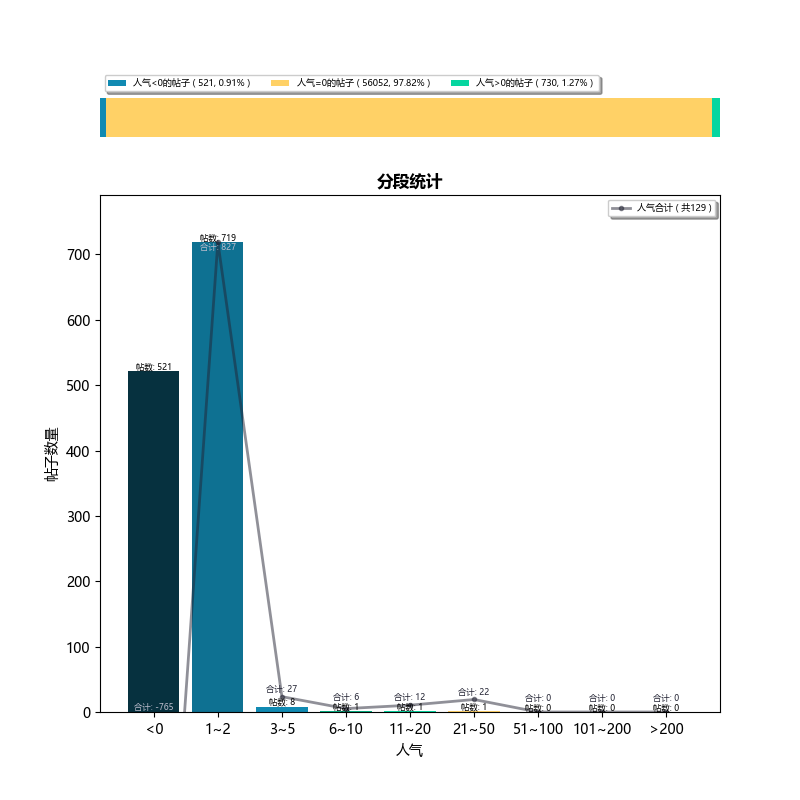 人气<0的帖子 ( 521, 0.91% ) 人气=0的帖子 ( 56052, 97.82% ) 人气>0的帖子 ( 730, 1.27% )
分段统计
人气合计 ( 共129 )
700
600
500
400
300
200
100
0
帖子数量
帖数: 719
合计: 827
帖数: 521
合计: -765
合计: 27
帖数: 8
合计: 6
帖数: 1
合计: 12
帖数: 1
合计: 22
帖数: 1
合计: 0
帖数: 0
合计: 0
帖数: 0
合计: 0
帖数: 0
<0 1~2 3~5 6~10 11~20 21~50 51~100 101~200 >200
人气